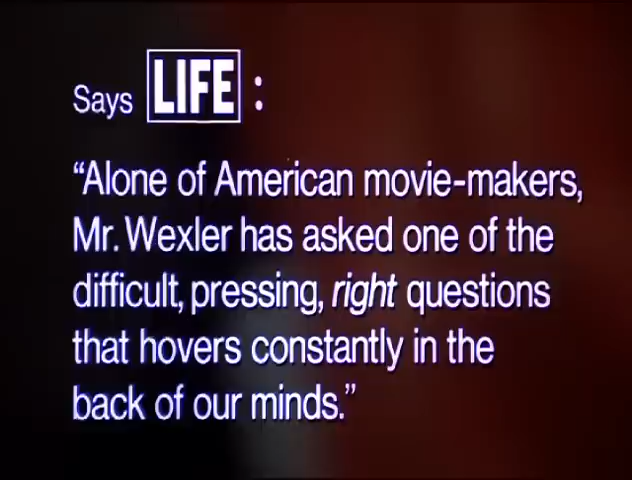 Says LIFE :
“Alone of American movie-makers,
Mr. Wexler has asked one of the
difficult, pressing, right questions
that hovers constantly in the
back of our minds.”